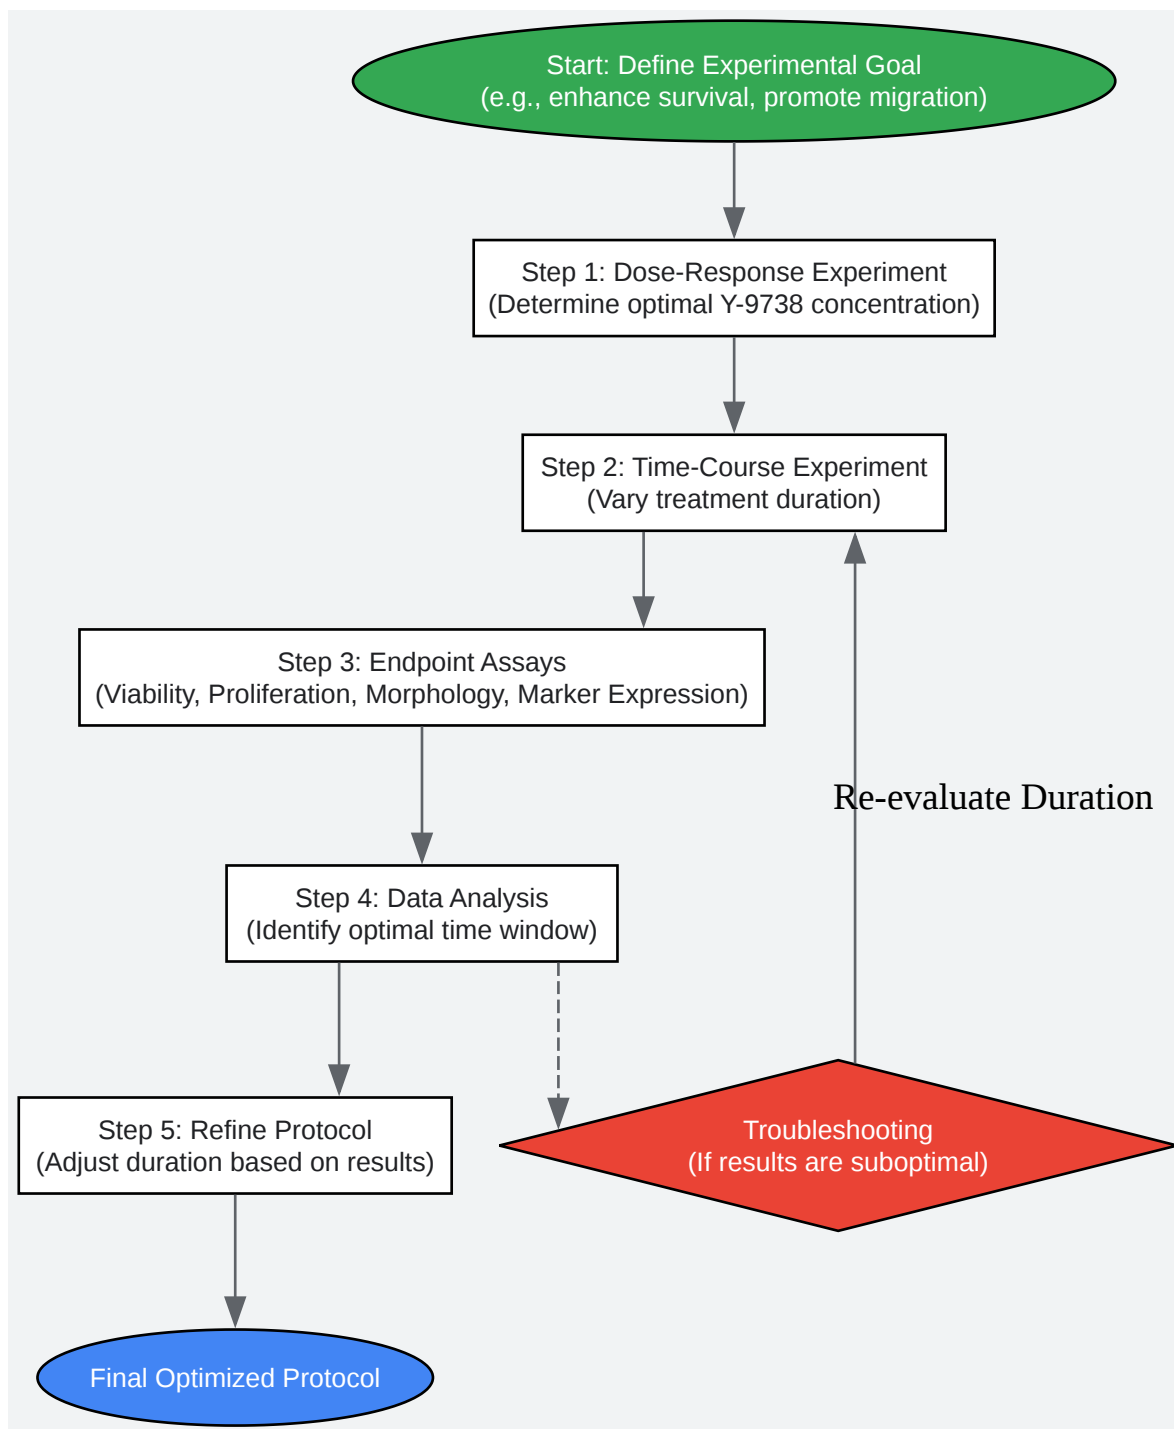 Start: Define Experimental Goal
(e.g., enhance survival, promote migration)
Step 1: Dose-Response Experiment
(Determine optimal Y-9738 concentration)
Step 2: Time-Course Experiment
(Vary treatment duration)
Step 3: Endpoint Assays
(Viability, Proliferation, Morphology, Marker Expression)
Re-evaluate Duration
Step 4: Data Analysis
(Identify optimal time window)
Step 5: Refine Protocol
(Adjust duration based on results)
Troubleshooting
(If results are suboptimal)
Final Optimized Protocol